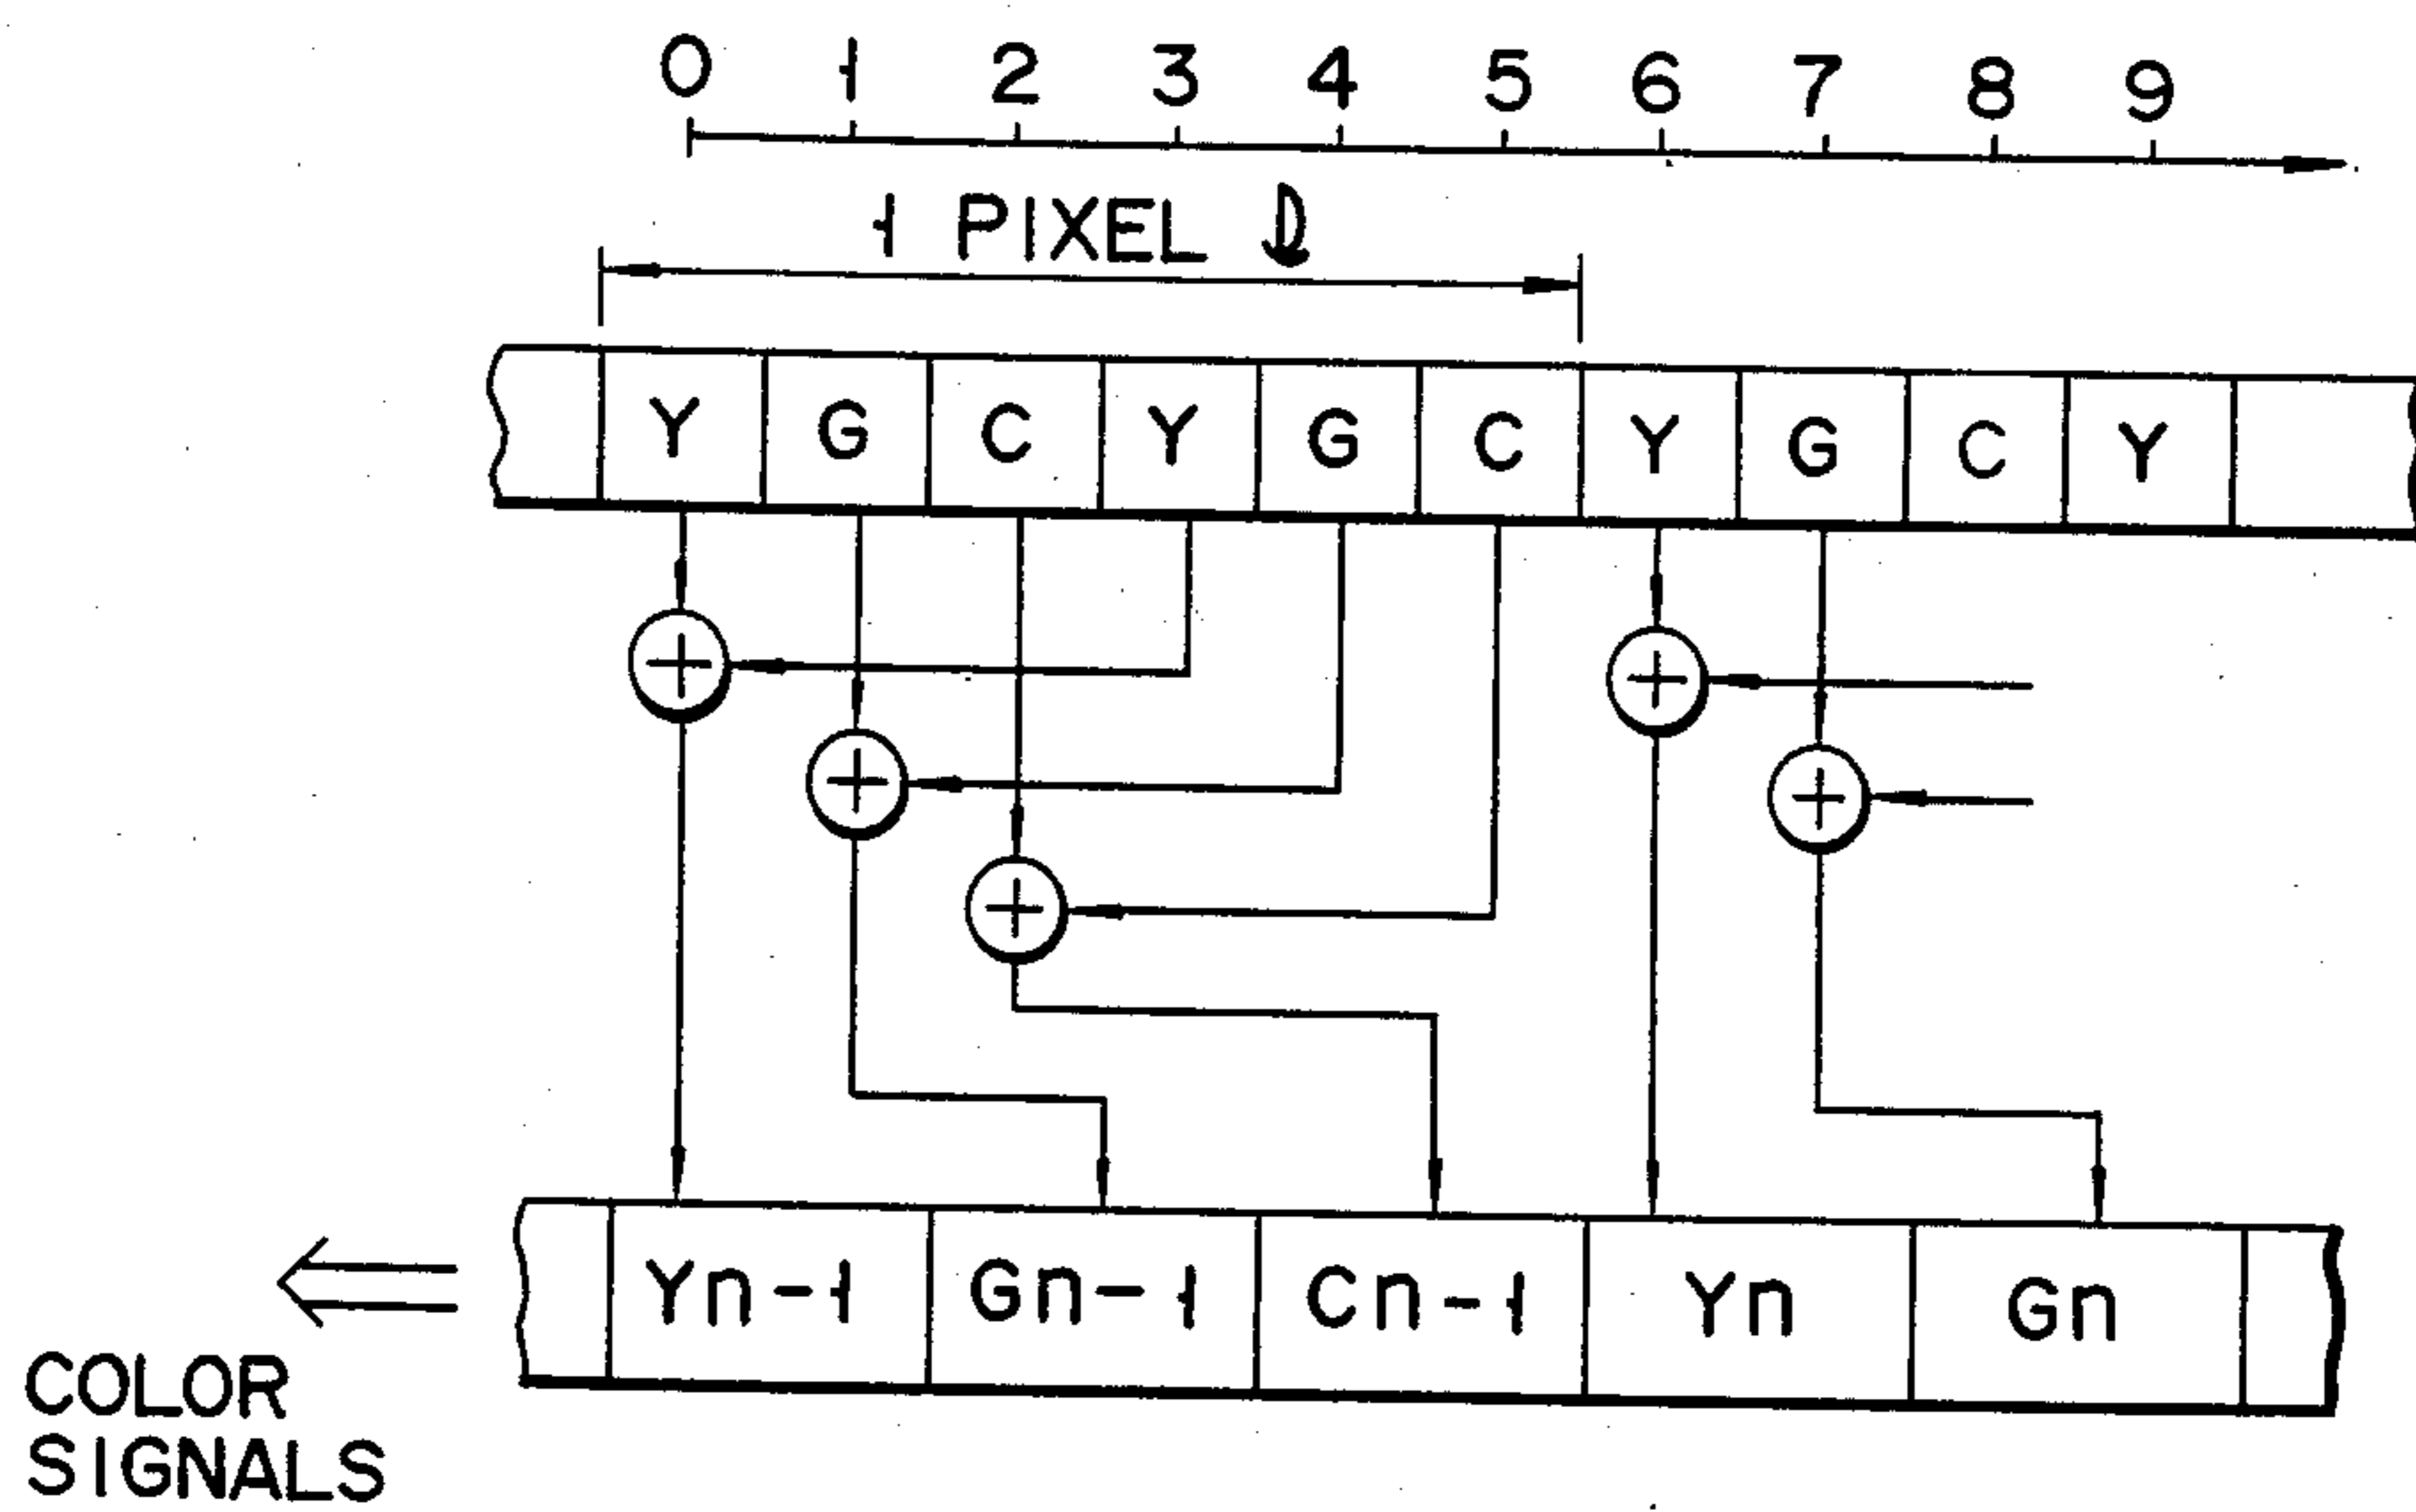 0 1 2 3 4 5 6 7 8 9
1 PIXEL D
Y G C Y G C Y G C Y
Yn-1 Gn-1 Cn-1 Yn Gn
COLOR
SIGNALS